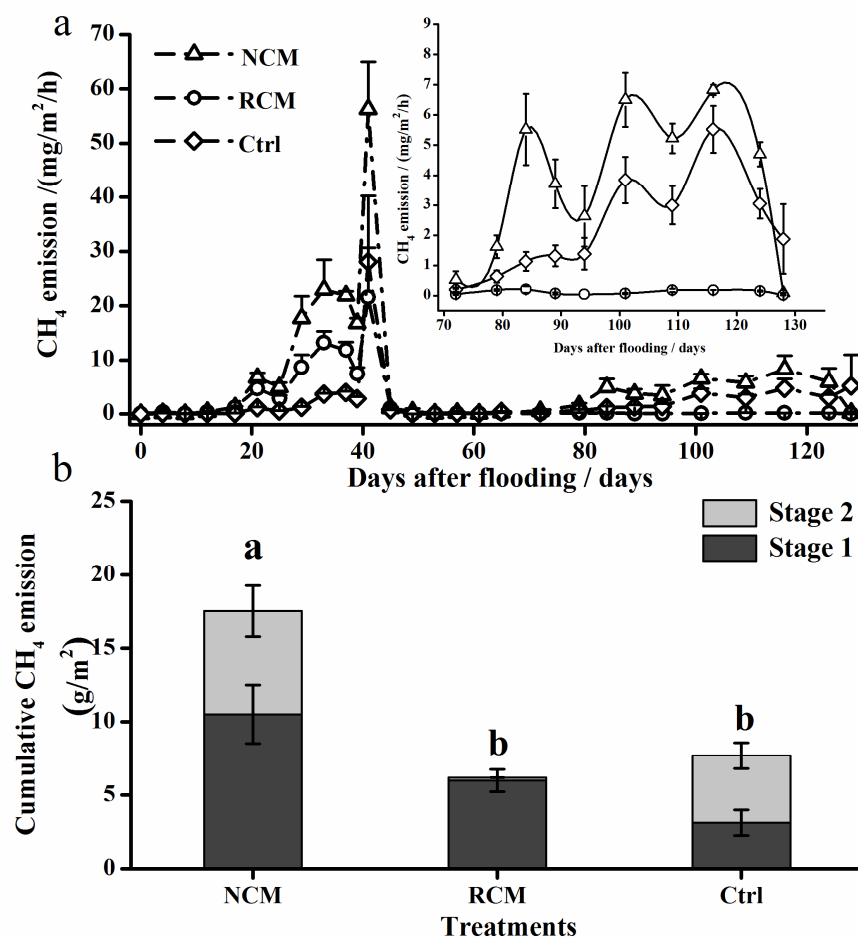 a
70
60
50
40
30
20
10
0
CH4 emission /(mg/m²/h)
NCM
RCM
Ctrl
9
8
7
6
5
4
3
2
1
0
CH4 emission / (mg/m²/h)
70 80 90 100 110 120 130
Days after flooding / days
0 20 40 60 80 100 120
Days after flooding / days
b
25
20
15
10
5
0
Cumulative CH4 emission
(g/m²)
Stage 2
Stage 1
a
b
b
NCM RCM Ctrl
Treatments